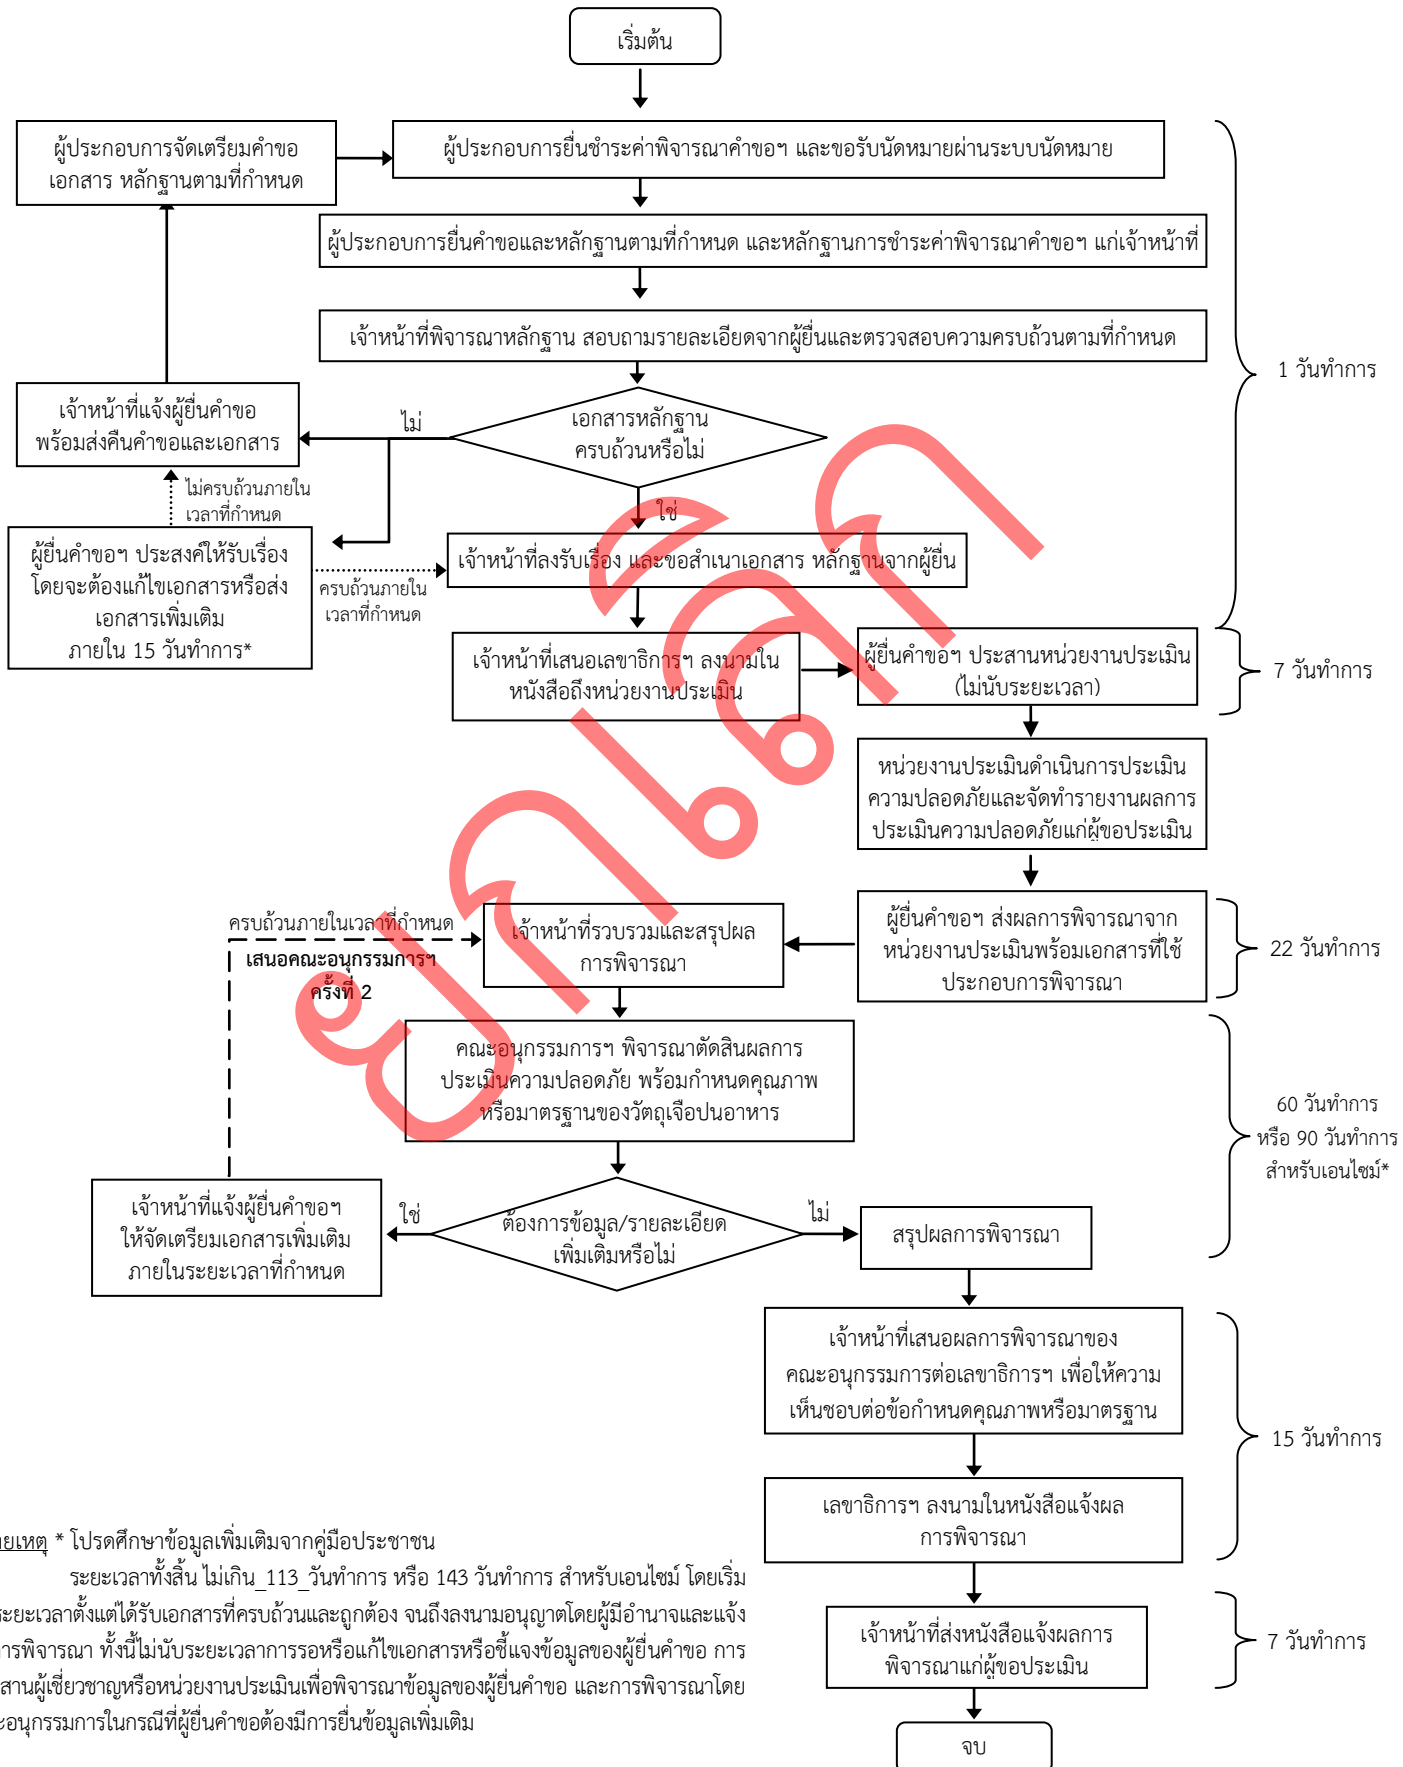 เริ่มต้น
ผู้ประกอบการจัดเตรียมคำขอ
เอกสาร หลักฐานตามที่กำหนด
ผู้ประกอบการยื่นชำระค่าพิจารณาคำขอฯ และขอรับนัดหมายผ่านระบบนัดหมาย
ผู้ประกอบการยื่นคำขอและหลักฐานตามที่กำหนด และหลักฐานการชำระค่าพิจารณาคำขอฯ แก่เจ้าหน้าที่
เจ้าหน้าที่พิจารณาหลักฐาน สอบถามรายละเอียดจากผู้ยื่นและตรวจสอบความครบถ้วนตามที่กำหนด
1 วันทำการ
เจ้าหน้าที่แจ้งผู้ยื่นคำขอ
พร้อมส่งคืนคำขอและเอกสาร
ไม่
เอกสารหลักฐาน
ครบถ้วนหรือไม่
ไม่ครบถ้วนภายใน
เวลาที่กำหนด
ใช่
ผู้ยื่นคำขอฯ ประสงค์ให้รับเรื่อง
โดยจะต้องแก้ไขเอกสารหรือส่ง
เอกสารเพิ่มเติม
ภายใน 15 วันทำการ*
ครบถ้วนภายใน
เวลาที่กำหนด
เจ้าหน้าที่ลงรับเรื่อง และขอสำเนาเอกสาร หลักฐานจากผู้ยื่น
เจ้าหน้าที่เสนอเลขาธิการฯ ลงนามใน
หนังสือถึงหน่วยงานประเมิน
ผู้ยื่นคำขอฯ ประสานหน่วยงานประเมิน
(ไม่นับระยะเวลา)
7 วันทำการ
หน่วยงานประเมินดำเนินการประเมิน
ความปลอดภัยและจัดทำรายงานผลการ
ประเมินความปลอดภัยแก่ผู้ขอประเมิน
ครบถ้วนภายในเวลาที่กำหนด
เสนอคณะอนุกรรมการฯ
ครั้งที่ 2
เจ้าหน้าที่รวบรวมและสรุปผล
การพิจารณา
ผู้ยื่นคำขอฯ ส่งผลการพิจารณาจาก
หน่วยงานประเมินพร้อมเอกสารที่ใช้
ประกอบการพิจารณา
22 วันทำการ
คณะอนุกรรมการฯ พิจารณาตัดสินผลการ
ประเมินความปลอดภัย พร้อมกำหนดคุณภาพ
หรือมาตรฐานของวัตถุเจือปนอาหาร
60 วันทำการ
หรือ 90 วันทำการ
สำหรับเอนไซม์*
เจ้าหน้าที่แจ้งผู้ยื่นคำขอฯ
ให้จัดเตรียมเอกสารเพิ่มเติม
ภายในระยะเวลาที่กำหนด
ใช่
ต้องการข้อมูล/รายละเอียด
เพิ่มเติมหรือไม่
ไม่
สรุปผลการพิจารณา
เจ้าหน้าที่เสนอผลการพิจารณาของ
คณะอนุกรรมการต่อเลขาธิการฯ เพื่อให้ความ
เห็นชอบต่อข้อกำหนดคุณภาพหรือมาตรฐาน
15 วันทำการ
เลขาธิการฯ ลงนามในหนังสือแจ้งผล
การพิจารณา
ยเหตุ * โปรดศึกษาข้อมูลเพิ่มเติมจากคู่มือประชาชน
ระยะเวลาทั้งสิ้น ไม่เกิน_113_วันทำการ หรือ 143 วันทำการ สำหรับเอนไซม์ โดยเริ่ม
ระยะเวลาตั้งแต่ได้รับเอกสารที่ครบถ้วนและถูกต้อง จนถึงลงนามอนุญาตโดยผู้มีอำนาจและแจ้ง
การพิจารณา ทั้งนี้ไม่นับระยะเวลาการรอหรือแก้ไขเอกสารหรือชี้แจงข้อมูลของผู้ยื่นคำขอ การ
สานผู้เชี่ยวชาญหรือหน่วยงานประเมินเพื่อพิจารณาข้อมูลของผู้ยื่นคำขอ และการพิจารณาโดย
ะอนุกรรมการในกรณีที่ผู้ยื่นคำขอต้องมีการยื่นข้อมูลเพิ่มเติม
เจ้าหน้าที่ส่งหนังสือแจ้งผลการ
พิจารณาแก่ผู้ขอประเมิน
7 วันทำการ
จบ
ยกเลิก